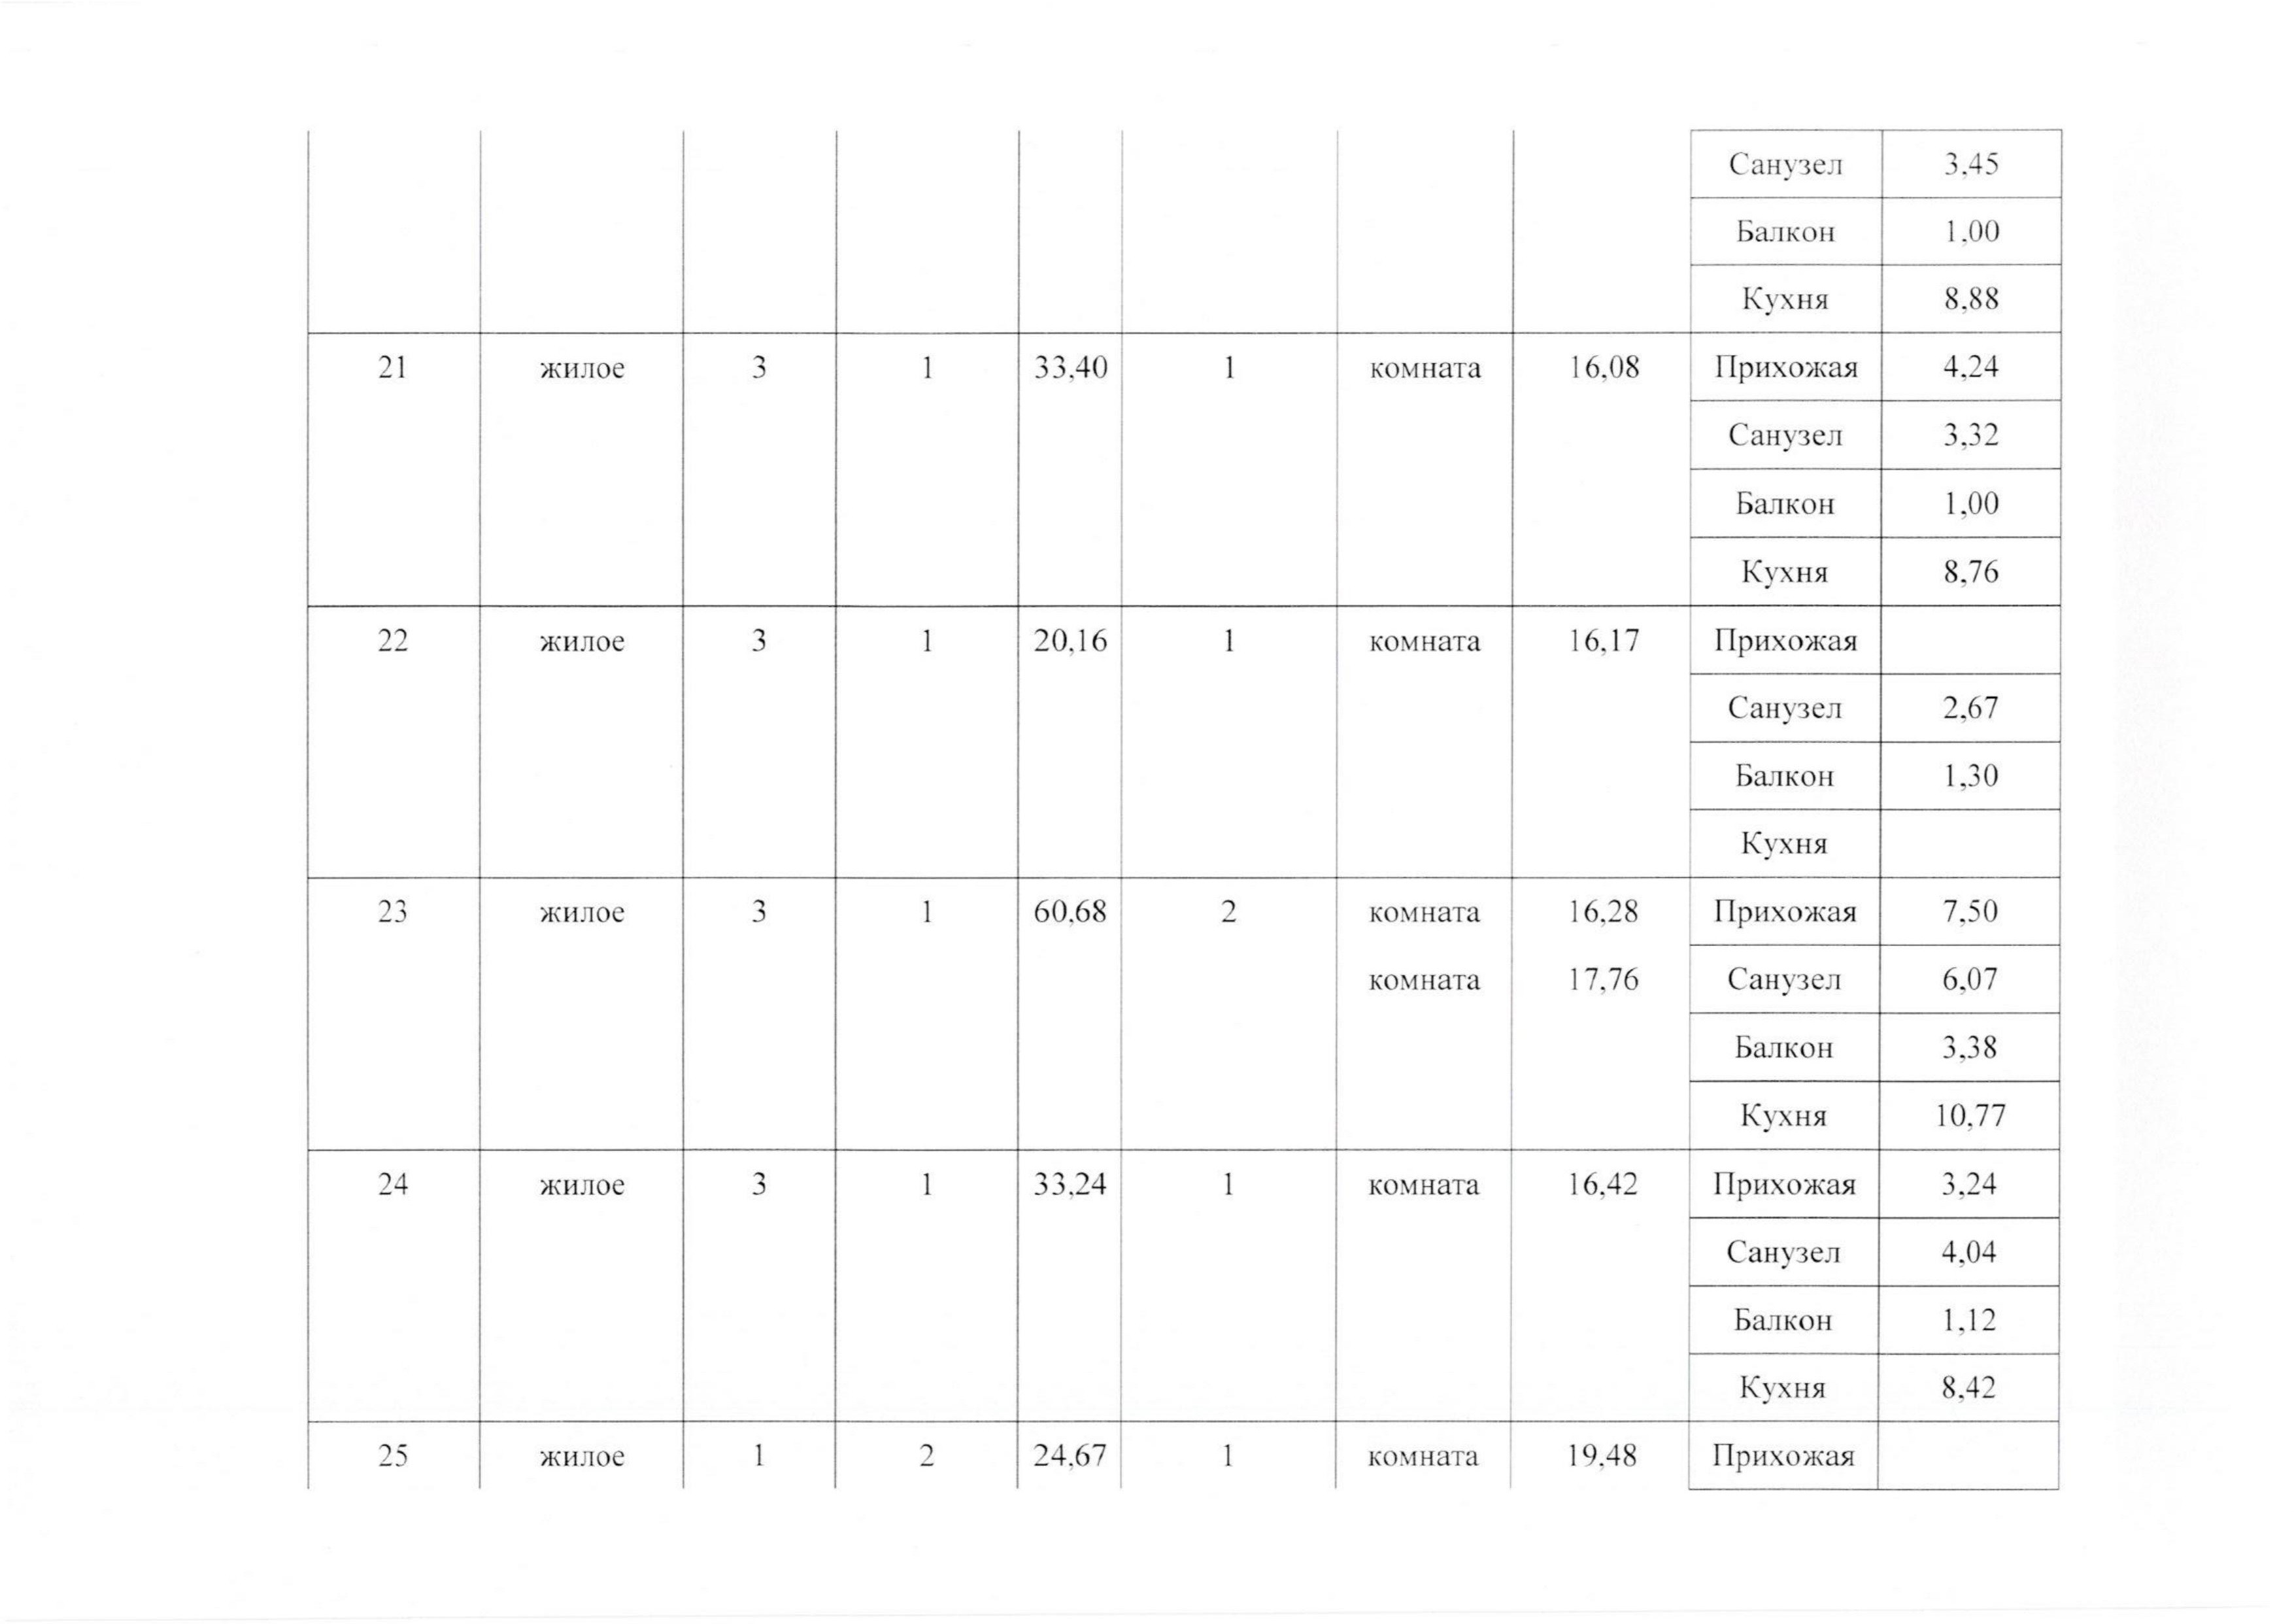 Санузел 3,45
Балкон 1,00
Кухня 8,88
21 жилое 3 1 33,40 1 комната 16,08 Прихожая 4,24
Санузел 3,32
Балкон 1,00
Кухня 8,76
22 жилое 3 1 20,16 1 комната 16,17 Прихожая
Санузел 2,67
Балкон 1,30
Кухня
23 жилое 3 1 60,68 2 комната 16,28 Прихожая 7,50
комната 17,76 Санузел 6,07
Балкон 3,38
Кухня 10,77
24 жилое 3 1 33,24 1 комната 16,42 Прихожая 3,24
Санузел 4,04
Балкон 1,12
Кухня 8,42
25 жилое 1 2 24,67 1 комната 19,48 Прихожая